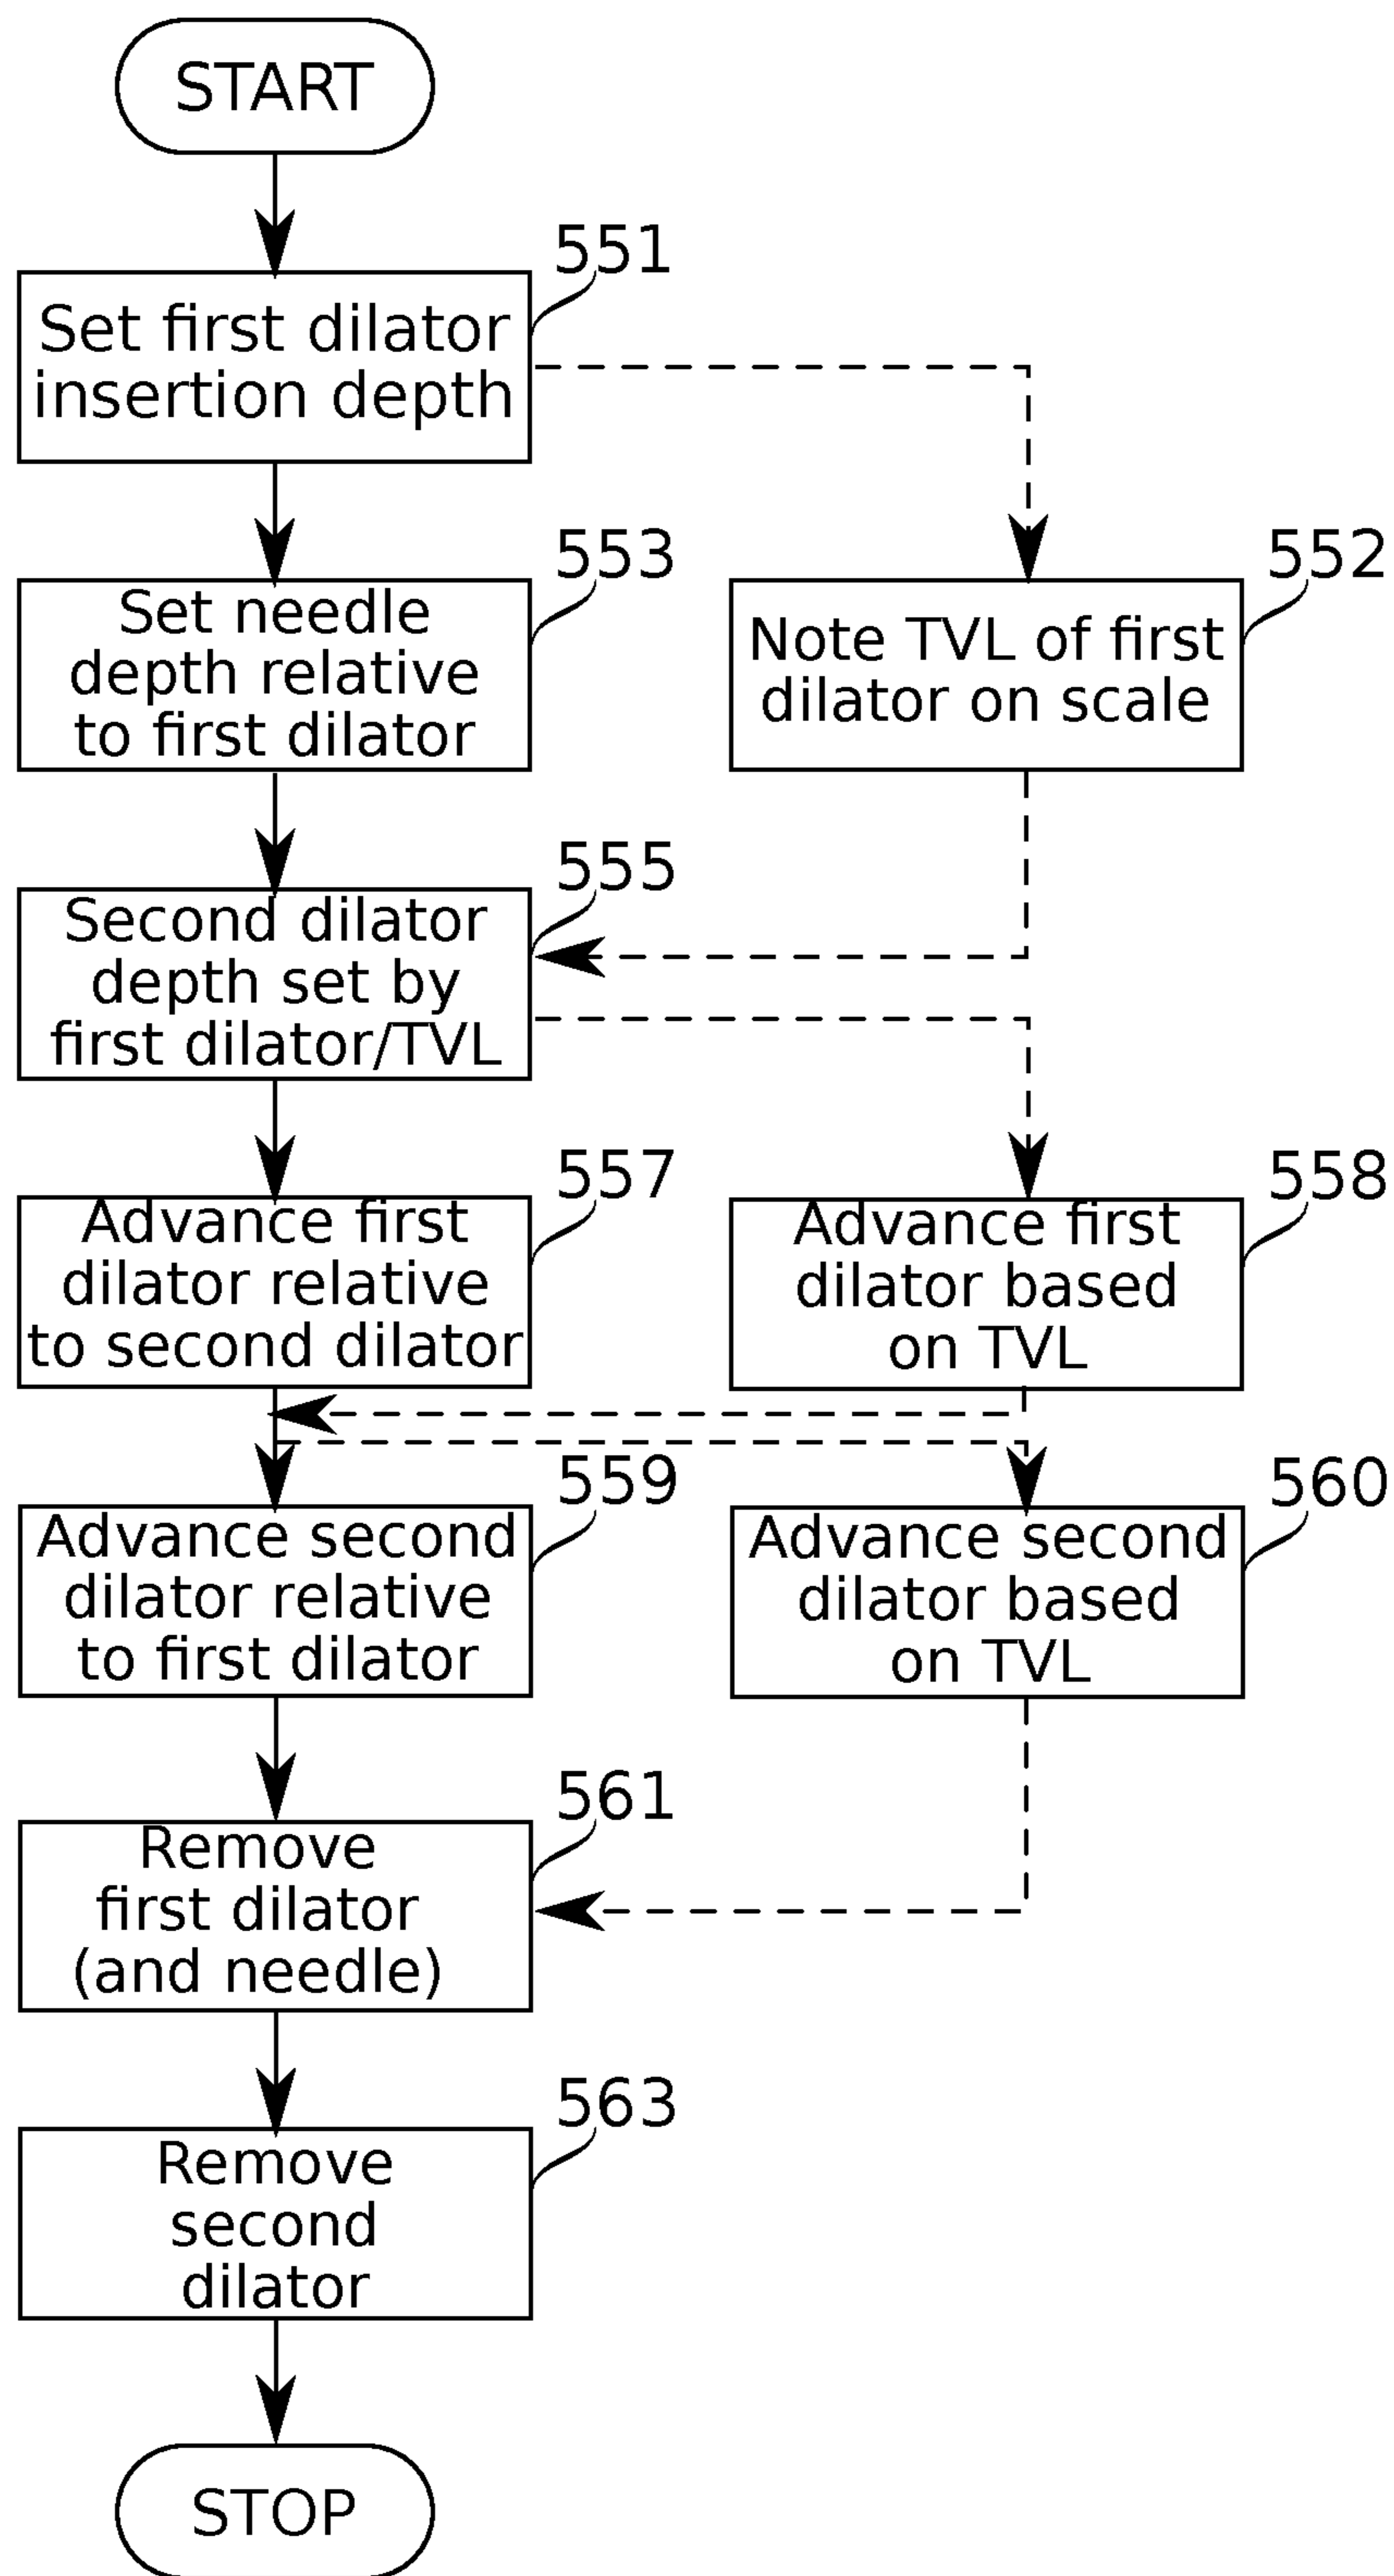 START
551
Set first dilator
insertion depth
553
Set needle
depth relative
to first dilator
552
Note TVL of first
dilator on scale
555
Second dilator
depth set by
first dilator/TVL
557
Advance first
dilator relative
to second dilator
558
Advance first
dilator based
on TVL
559
Advance second
dilator relative
to first dilator
560
Advance second
dilator based
on TVL
561
Remove
first dilator
(and needle)
563
Remove
second
dilator
STOP